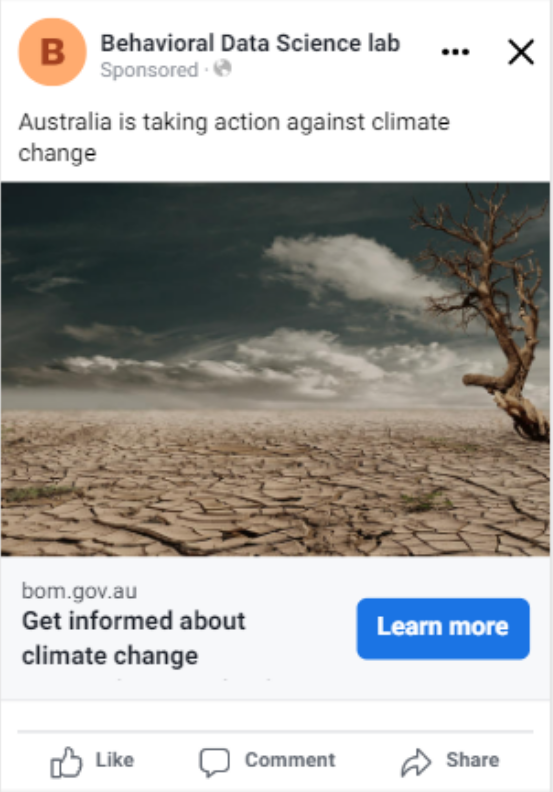 B
Behavioral Data Science lab
Sponsored ·
Australia is taking action against climate
change
bom.gov.au
Get informed about
climate change
Learn more
Like
Comment
Share